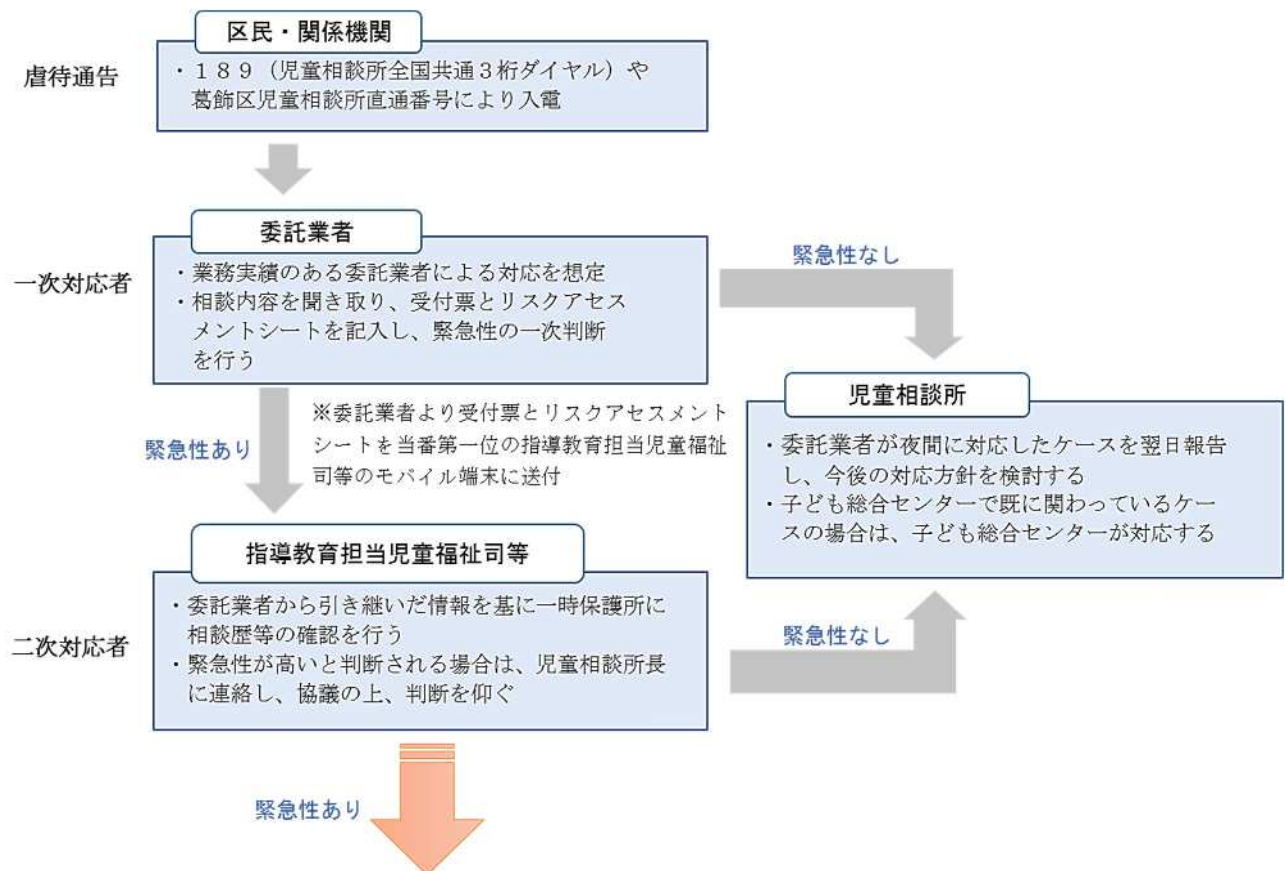 区民・関係機関
虐待通告
・１８９（児童相談所全国共通３桁ダイヤル）や
葛飾区児童相談所直通番号により入電
委託業者
一次対応者
・業務実績のある委託業者による対応を想定
・相談内容を聞き取り、受付票とリスクアセス
メントシートを記入し、緊急性の一次判断
を行う
緊急性なし
緊急性あり
※委託業者より受付票とリスクアセスメント
シートを当番第一位の指導教育担当児童福祉
司等のモバイル端末に送付
児童相談所
・委託業者が夜間に対応したケースを翌日報告
し、今後の対応方針を検討する
・子ども総合センターで既に関わっているケー
スの場合は、子ども総合センターが対応する
指導教育担当児童福祉司等
二次対応者
・委託業者から引き継いだ情報を基に一時保護所に
相談歴等の確認を行う
・緊急性が高いと判断される場合は、児童相談所長
に連絡し、協議の上、判断を仰ぐ
緊急性なし
緊急性あり